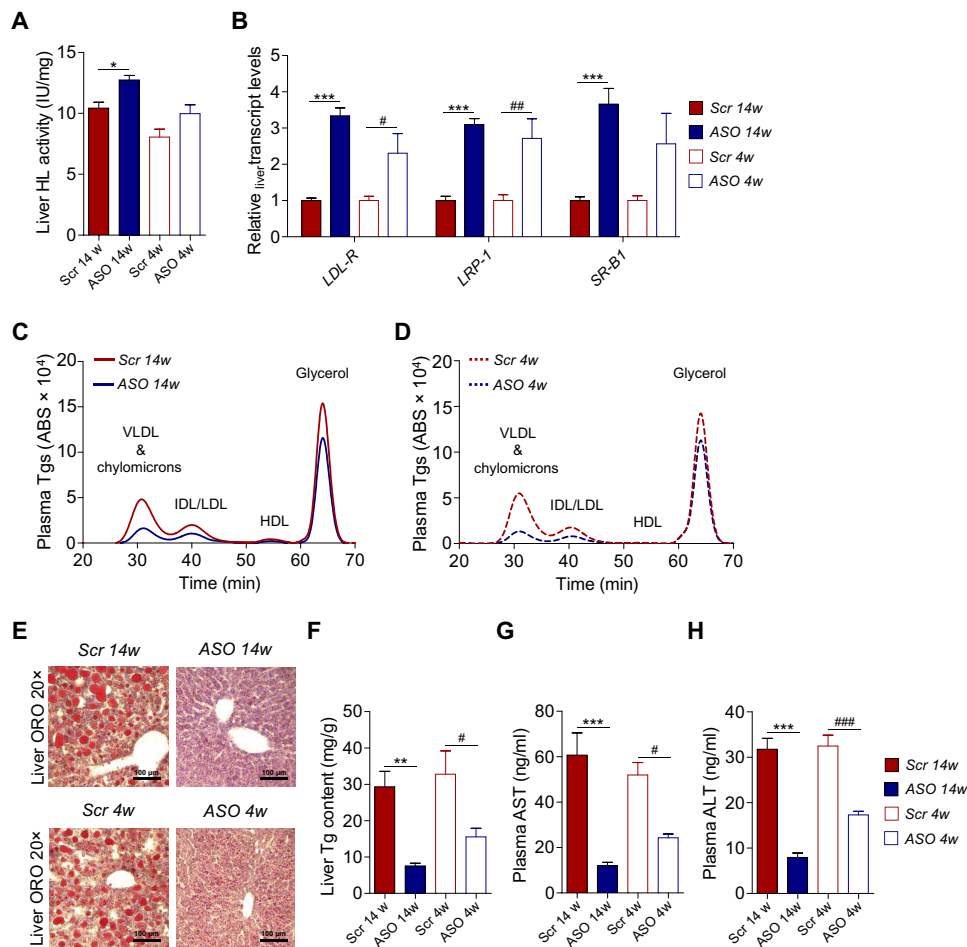 A
Liver HL activity (IU/mg)
15
10
5
0
*
Scr 14 w
ASO 14w
Scr 4w
ASO 4w
B
Relative liver transcript levels
5
4
3
2
1
0
***
#
***
##
***
LDL-R
LRP-1
SR-B1
Scr 14w
ASO 14w
Scr 4w
ASO 4w
C
Plasma Tgs (ABS × 10⁴)
20
15
10
5
0
Scr 14w
ASO 14w
Glycerol
VLDL
&
chylomicrons
IDL/LDL
HDL
20 30 40 50 60 70
Time (min)
D
Plasma Tgs (ABS × 10⁴)
20
15
10
5
0
Scr 4w
ASO 4w
Glycerol
VLDL
&
chylomicrons
IDL/LDL
HDL
20 30 40 50 60 70
Time (min)
E
Scr 14w
ASO 14w
Liver ORO 20×
100 µm
100 µm
Scr 4w
ASO 4w
Liver ORO 20×
100 µm
100 µm
F
Liver Tg content (mg/g)
50
40
30
20
10
0
**
#
Scr 14 w
ASO 14w
Scr 4w
ASO 4w
G
Plasma AST (ng/ml)
80
60
40
20
0
***
#
Scr 14 w
ASO 14w
Scr 4w
ASO 4w
H
Plasma ALT (ng/ml)
40
30
20
10
0
***
###
Scr 14 w
ASO 14w
Scr 4w
ASO 4w
Scr 14w
ASO 14w
Scr 4w
ASO 4w